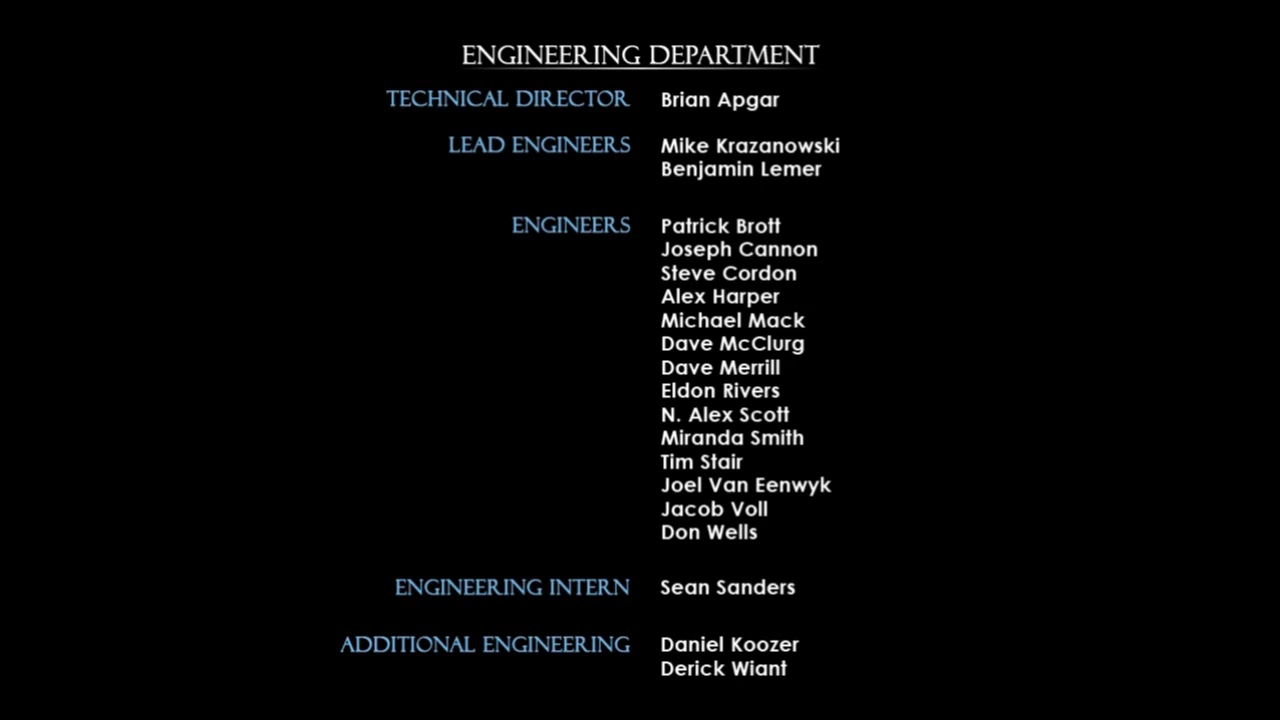 ENGINEERING DEPARTMENT
TECHNICAL DIRECTOR Brian Apgar
LEAD ENGINEERS Mike Krazanowski
Benjamin Lemer
ENGINEERS Patrick Brott
Joseph Cannon
Steve Cordon
Alex Harper
Michael Mack
Dave McClurg
Dave Merrill
Eldon Rivers
N. Alex Scott
Miranda Smith
Tim Stair
Joel Van Eenwyk
Jacob Voll
Don Wells
ENGINEERING INTERN Sean Sanders
ADDITIONAL ENGINEERING Daniel Koozer
Derick Wiant